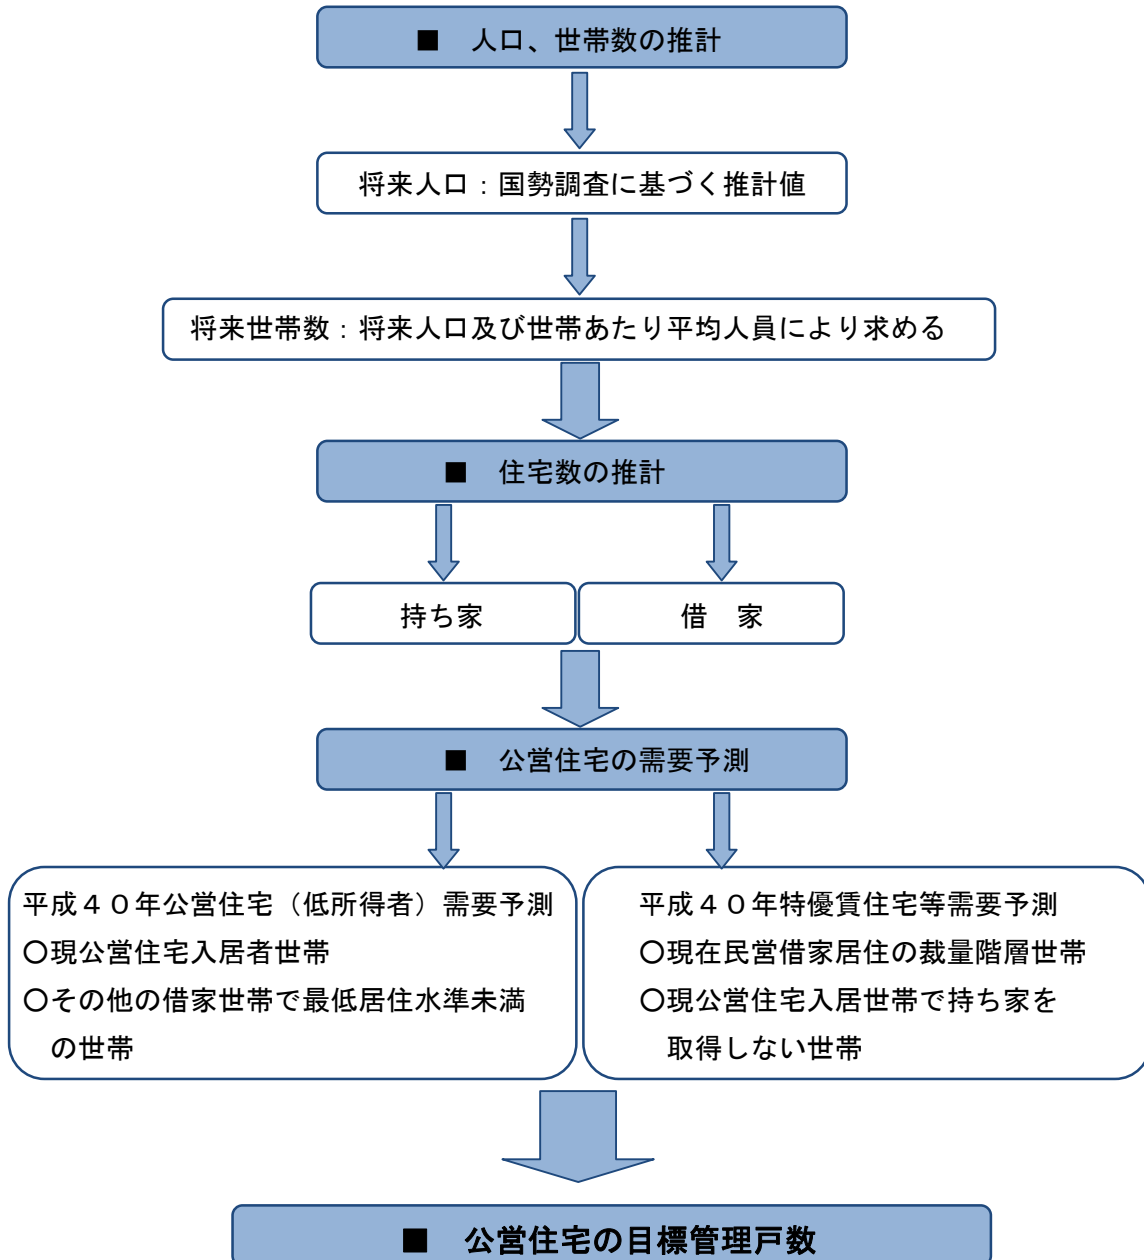 ■　人口、世帯数の推計
将来人口：国勢調査に基づく推計値
将来世帯数：将来人口及び世帯あたり平均人員により求める
■　住宅数の推計
持ち家
借　家
■　公営住宅の需要予測
平成４０年公営住宅（低所得者）需要予測
〇現公営住宅入居者世帯
〇その他の借家世帯で最低居住水準未満
の世帯
平成４０年特優賃住宅等需要予測
〇現在民営借家居住の裁量階層世帯
〇現公営住宅入居世帯で持ち家を
取得しない世帯
■　公営住宅の目標管理戸数